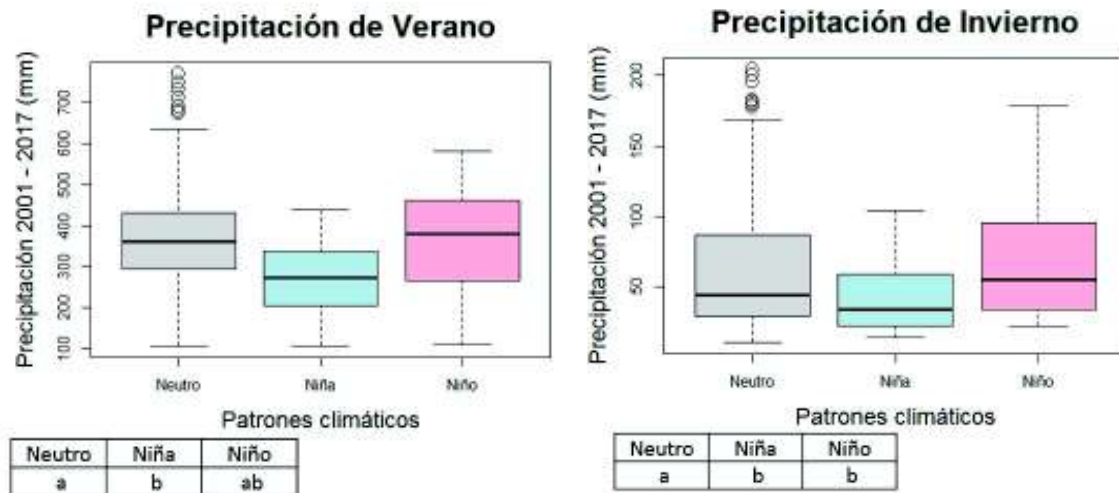 Precipitación de Verano
Precipitación 2001 - 2017 (mm)
700
600
500
400
300
200
100
Neutro Niña Niño
Patrones climáticos
Neutro Niña Niño
a b ab
Precipitación de Invierno
Precipitación 2001 - 2017 (mm)
200
150
100
50
Neutro Niña Niño
Patrones climáticos
Neutro Niña Niño
a b b